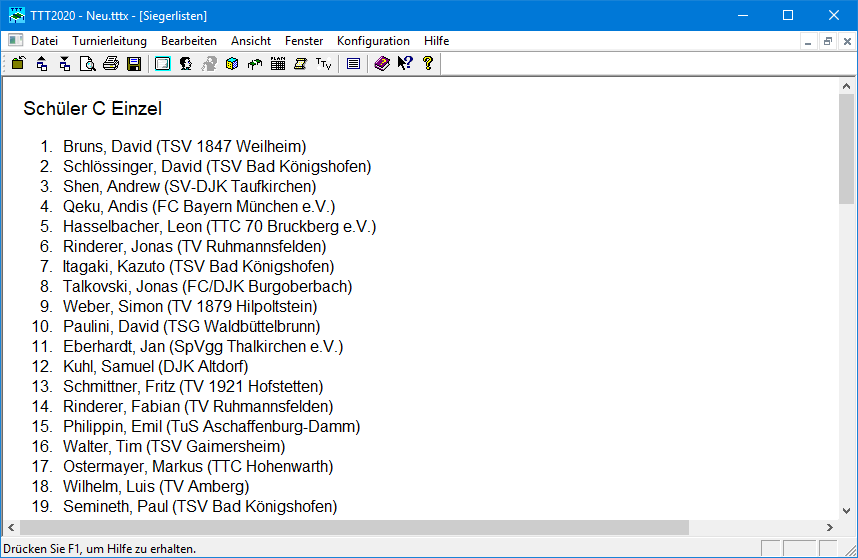 TTT2020 - Neu.tttx - [Siegerlisten]
Datei Turnierleitung Bearbeiten Ansicht Fenster Konfiguration Hilfe
PLAN TTV
Schüler C Einzel
1. Bruns, David (TSV 1847 Weilheim)
2. Schlössinger, David (TSV Bad Königshofen)
3. Shen, Andrew (SV-DJK Taufkirchen)
4. Qeku, Andis (FC Bayern München e.V.)
5. Hasselbacher, Leon (TTC 70 Bruckberg e.V.)
6. Rinderer, Jonas (TV Ruhmannsfelden)
7. Itagaki, Kazuto (TSV Bad Königshofen)
8. Talkovski, Jonas (FC/DJK Burgoberbach)
9. Weber, Simon (TV 1879 Hilpoltstein)
10. Paulini, David (TSG Waldbüttelbrunn)
11. Eberhardt, Jan (SpVgg Thalkirchen e.V.)
12. Kuhl, Samuel (DJK Altdorf)
13. Schmittner, Fritz (TV 1921 Hofstetten)
14. Rinderer, Fabian (TV Ruhmannsfelden)
15. Philippin, Emil (TuS Aschaffenburg-Damm)
16. Walter, Tim (TSV Gaimersheim)
17. Ostermayer, Markus (TTC Hohenwarth)
18. Wilhelm, Luis (TV Amberg)
19. Semineth, Paul (TSV Bad Königshofen)
Drücken Sie F1, um Hilfe zu erhalten.